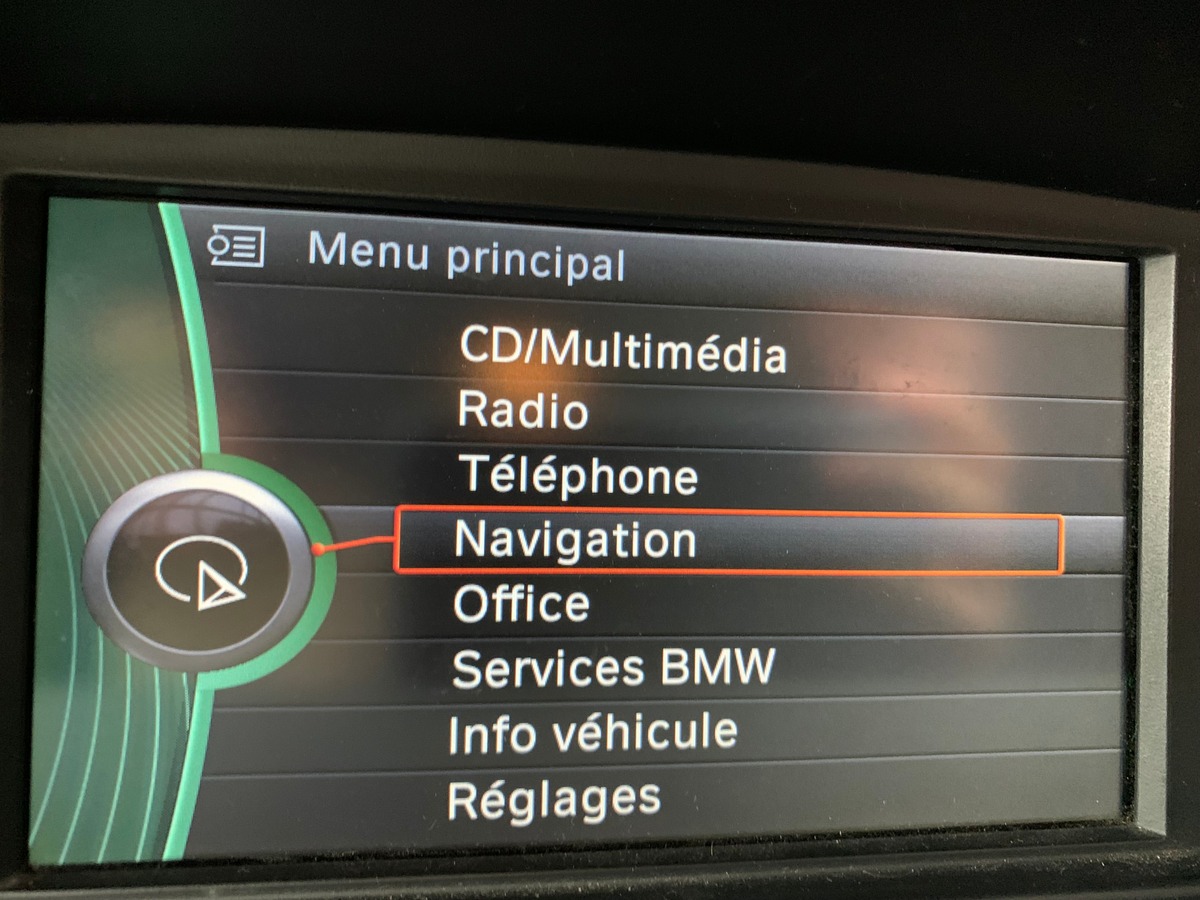 Menu principal
CD/Multimédia
Radio
Téléphone
Navigation
Office
Services BMW
Info véhicule
Réglages